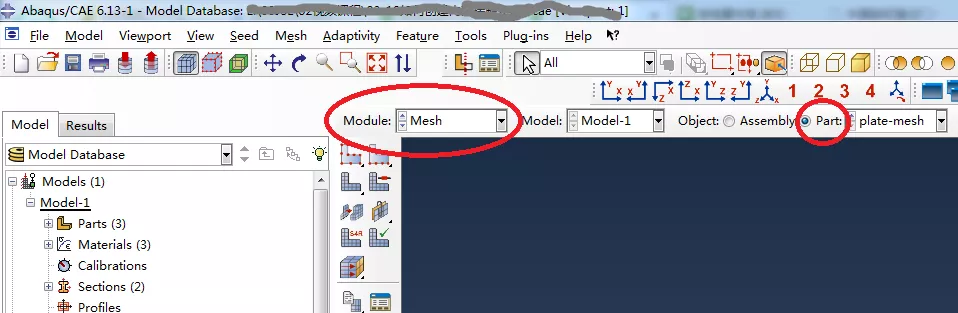 Abaqus/CAE 6.13-1 - Model Database:
File Model Viewport View Seed Mesh Adaptivity Feature Tools Plug-ins Help
All
1 2 3 4
Module: Mesh Model: Model-1 Object: Assembly Part: plate-mesh
Model Results
Model Database
Models (1)
Model-1
Parts (3)
Materials (3)
Calibrations
Sections (2)
Profiles
S4R